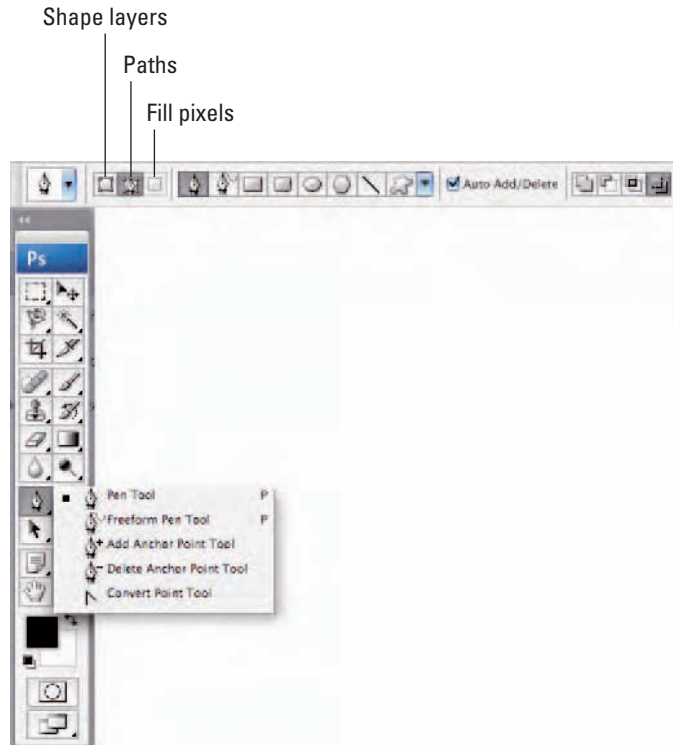 Shape layers
Paths
Fill pixels
Auto Add/Delete
Ps
Pen Tool P
Freeform Pen Tool P
Add Anchor Point Tool
Delete Anchor Point Tool
Convert Point Tool